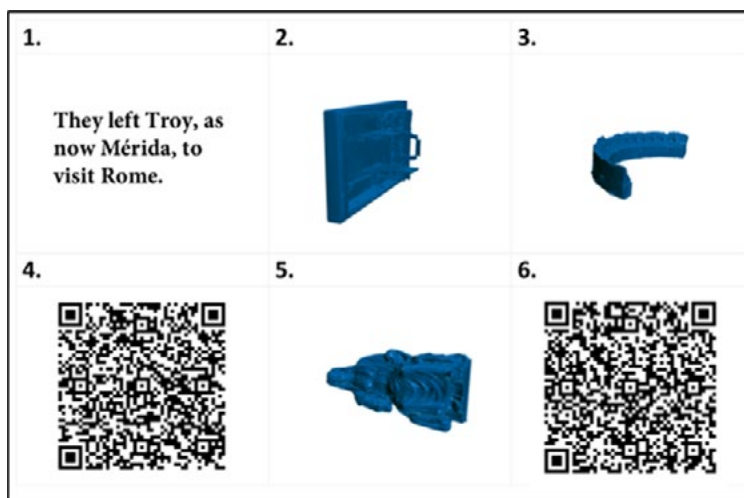 1.
2.
3.
They left Troy, as
now Mérida, to
visit Rome.
4.
5.
6.